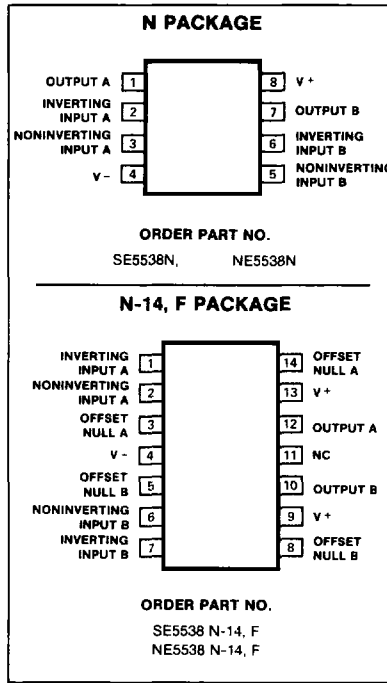 N PACKAGE
OUTPUT A 1
INVERTING
INPUT A 2
NONINVERTING
INPUT A 3
V- 4
8 V+
7 OUTPUT B
6 INVERTING
INPUT B
5 NONINVERTING
INPUT B
ORDER PART NO.
SE5538N, NE5538N
N-14, F PACKAGE
INVERTING
INPUT A 1
NONINVERTING
INPUT A 2
OFFSET
NULL A 3
V- 4
OFFSET
NULL B 5
NONINVERTING
INPUT B 6
INVERTING
INPUT B 7
14 OFFSET
NULL A
13 V+
12 OUTPUT A
11 NC
10 OUTPUT B
9 V+
8 OFFSET
NULL B
ORDER PART NO.
SE5538 N-14, F
NE5538 N-14, F